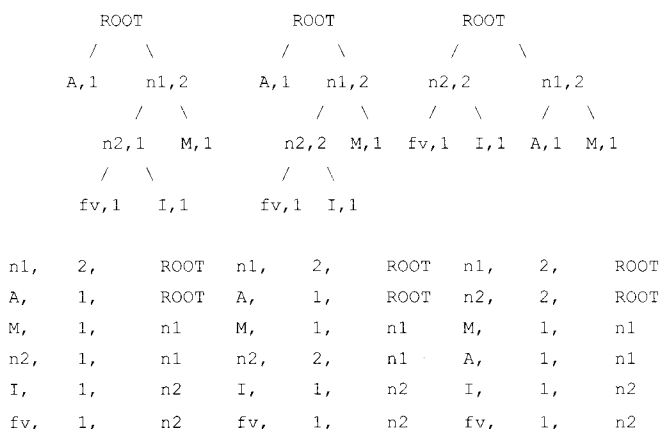 ROOT ROOT ROOT
/ \ / \ / \
A,1 n1,2 A,1 n1,2 n2,2 n1,2
/ \ / \ / \ / \
n2,1 M,1 n2,2 M,1 fv,1 I,1 A,1 M,1
/ \ / \
fv,1 I,1 fv,1 I,1
n1, 2, ROOT n1, 2, ROOT n1, 2, ROOT
A, 1, ROOT A, 1, ROOT n2, 2, ROOT
M, 1, n1 M, 1, n1 M, 1, n1
n2, 1, n1 n2, 2, n1 A, 1, n1
I, 1, n2 I, 1, n2 I, 1, n2
fv, 1, n2 fv, 1, n2 fv, 1, n2